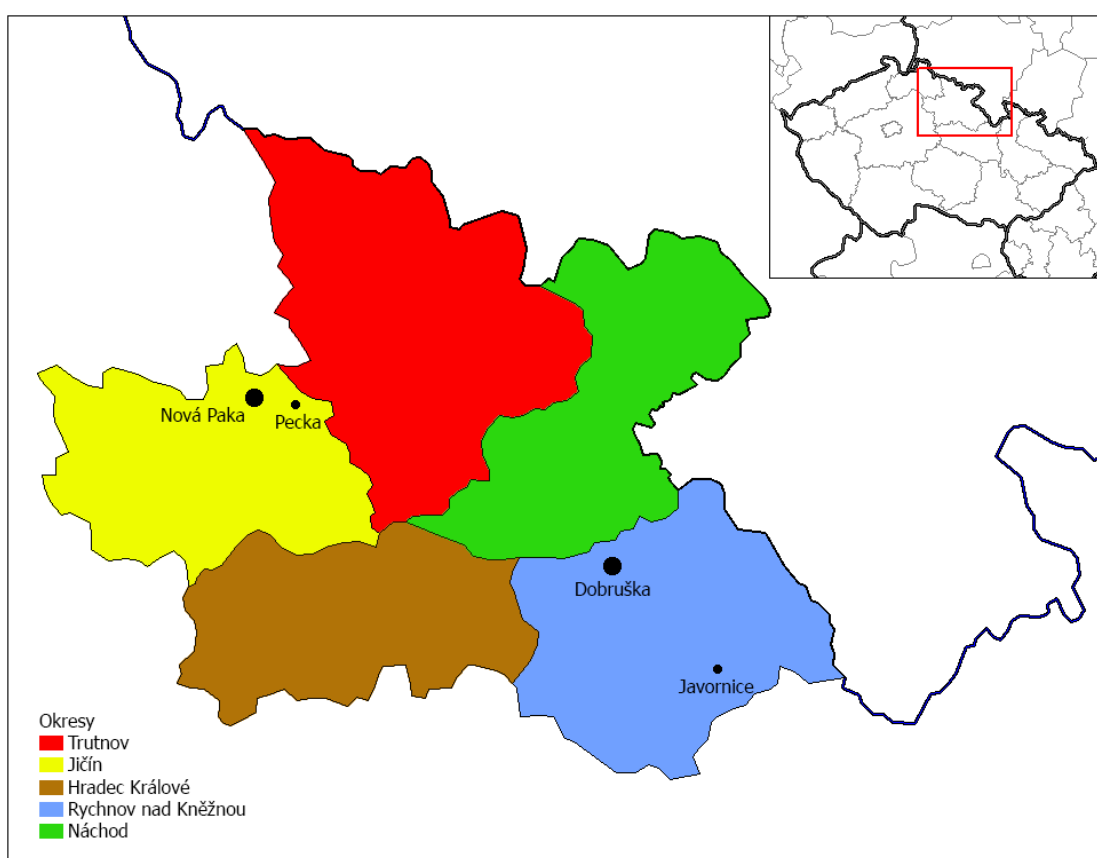 Nová Paka
Pecka
Dobruška
Javornice
Okresy
Trutnov
Jičín
Hradec Králové
Rychnov nad Kněžnou
Náchod